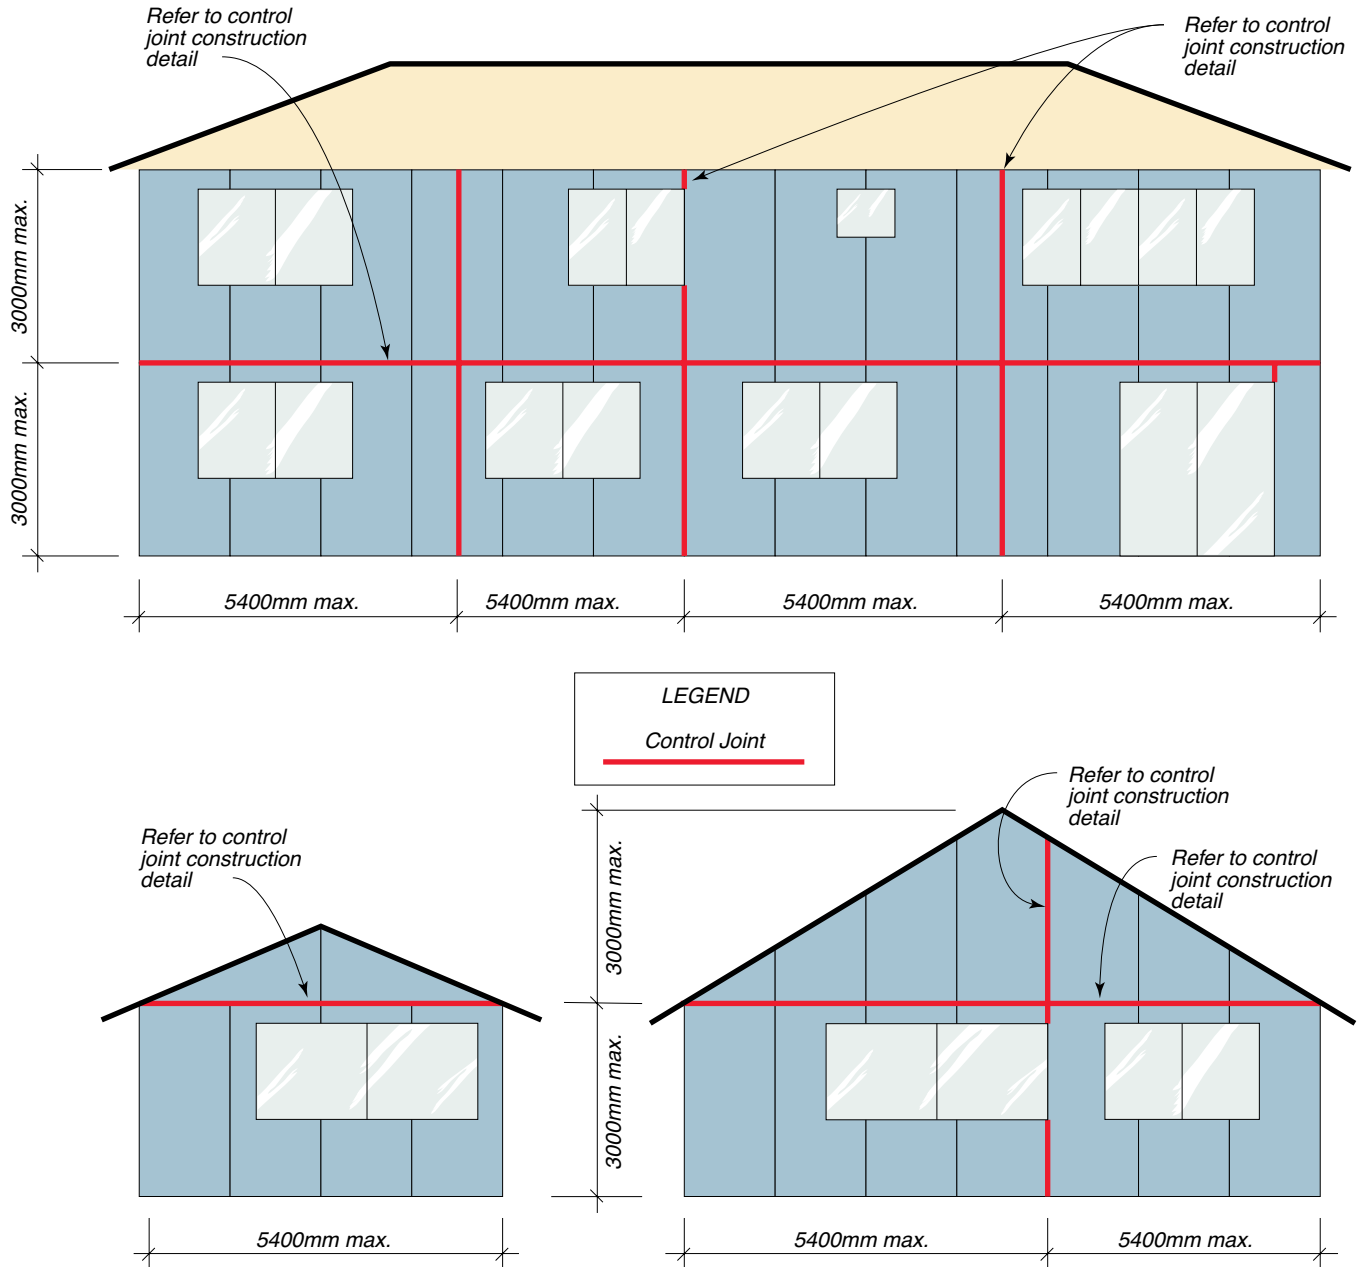 Refer to control
joint construction
detail
Refer to control
joint construction
detail
3000mm max.
3000mm max.
5400mm max.
5400mm max.
5400mm max.
5400mm max.
LEGEND
Control Joint
Refer to control
joint construction
detail
Refer to control
joint construction
detail
Refer to control
joint construction
detail
3000mm max.
3000mm max.
5400mm max.
5400mm max.
5400mm max.